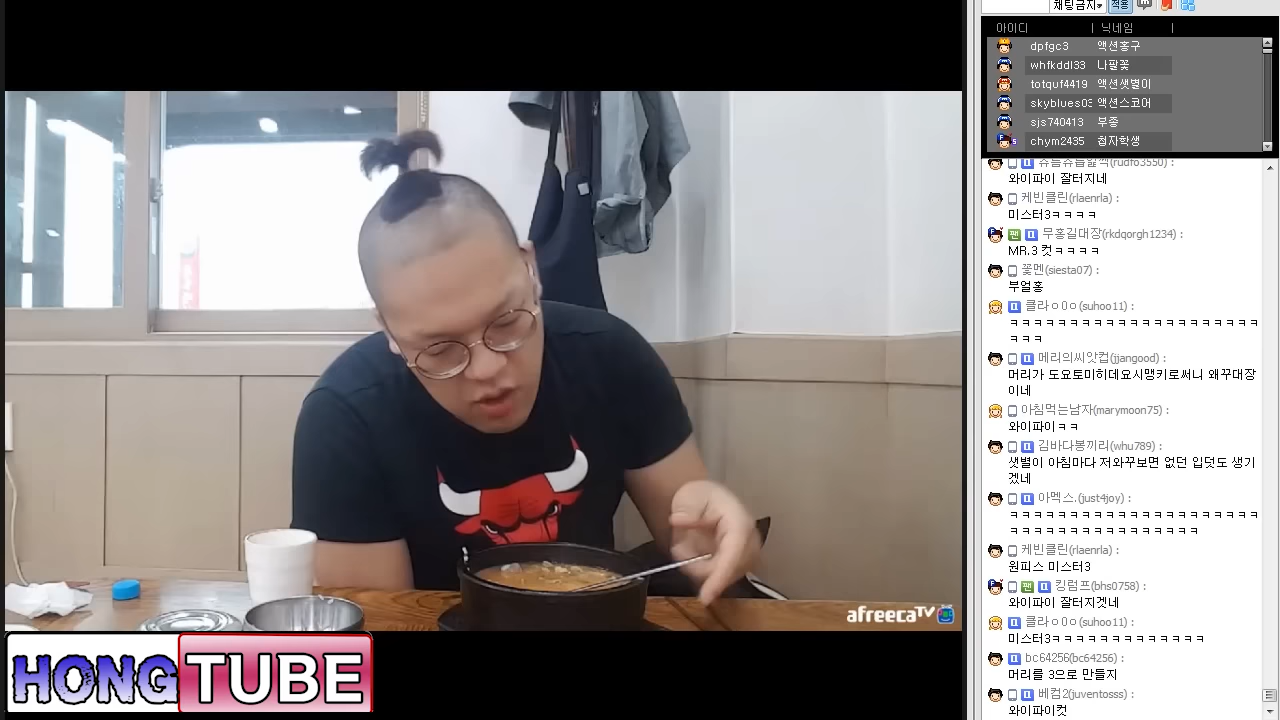 채팅금지
적용
아이디 | 닉네임 |
dpfgc3 액션홍구
whfkddl33 나팔꽃
totquf4419 액션샛별이
skyblues03 액션스코어
sjs740413 부종
chym2435 첨자학생
(rudfo3550) :
와이파이 잘터지네
케빈클린(rlaenrla) :
미스터3ㅋㅋㅋㅋ
팬 무홍길대장(rkdqorgh1234) :
MR.3 컷ㅋㅋㅋㅋ
꽃멘(siesta07) :
부얼홍
클라ㅇ0ㅇ(suhoo11) :
ㅋㅋㅋㅋㅋㅋㅋㅋㅋㅋㅋㅋㅋㅋㅋㅋㅋㅋㅋㅋㅋ
ㅋㅋㅋ
메리의씨앗컵(jjangood) :
머리가 도요토미히데요시맹키로써니 왜꾸대장
이네
아침먹는남자(marymoon75) :
와이파이ㅋㅋ
김바다봉끼리(whu789) :
샛별이 아침마다 저와꾸보면 없던 입덧도 생기
겠네
아멕스.(just4joy) :
ㅋㅋㅋㅋㅋㅋㅋㅋㅋㅋㅋㅋㅋㅋㅋㅋㅋㅋㅋㅋㅋ
ㅋㅋㅋㅋㅋㅋㅋㅋㅋㅋㅋㅋㅋㅋㅋㅋ
케빈클린(rlaenrla) :
원피스 미스터3
팬 킹럼프(bhs0758) :
와이파이 잘터지겟네
클라ㅇ0ㅇ(suhoo11) :
미스터3ㅋㅋㅋㅋㅋㅋㅋㅋㅋㅋㅋㅋㅋ
bc64256(bc64256) :
머리를 3으로 만들지
베컴2(juventosss) :
와이파이컷
afreecaTV
HONGTUBE